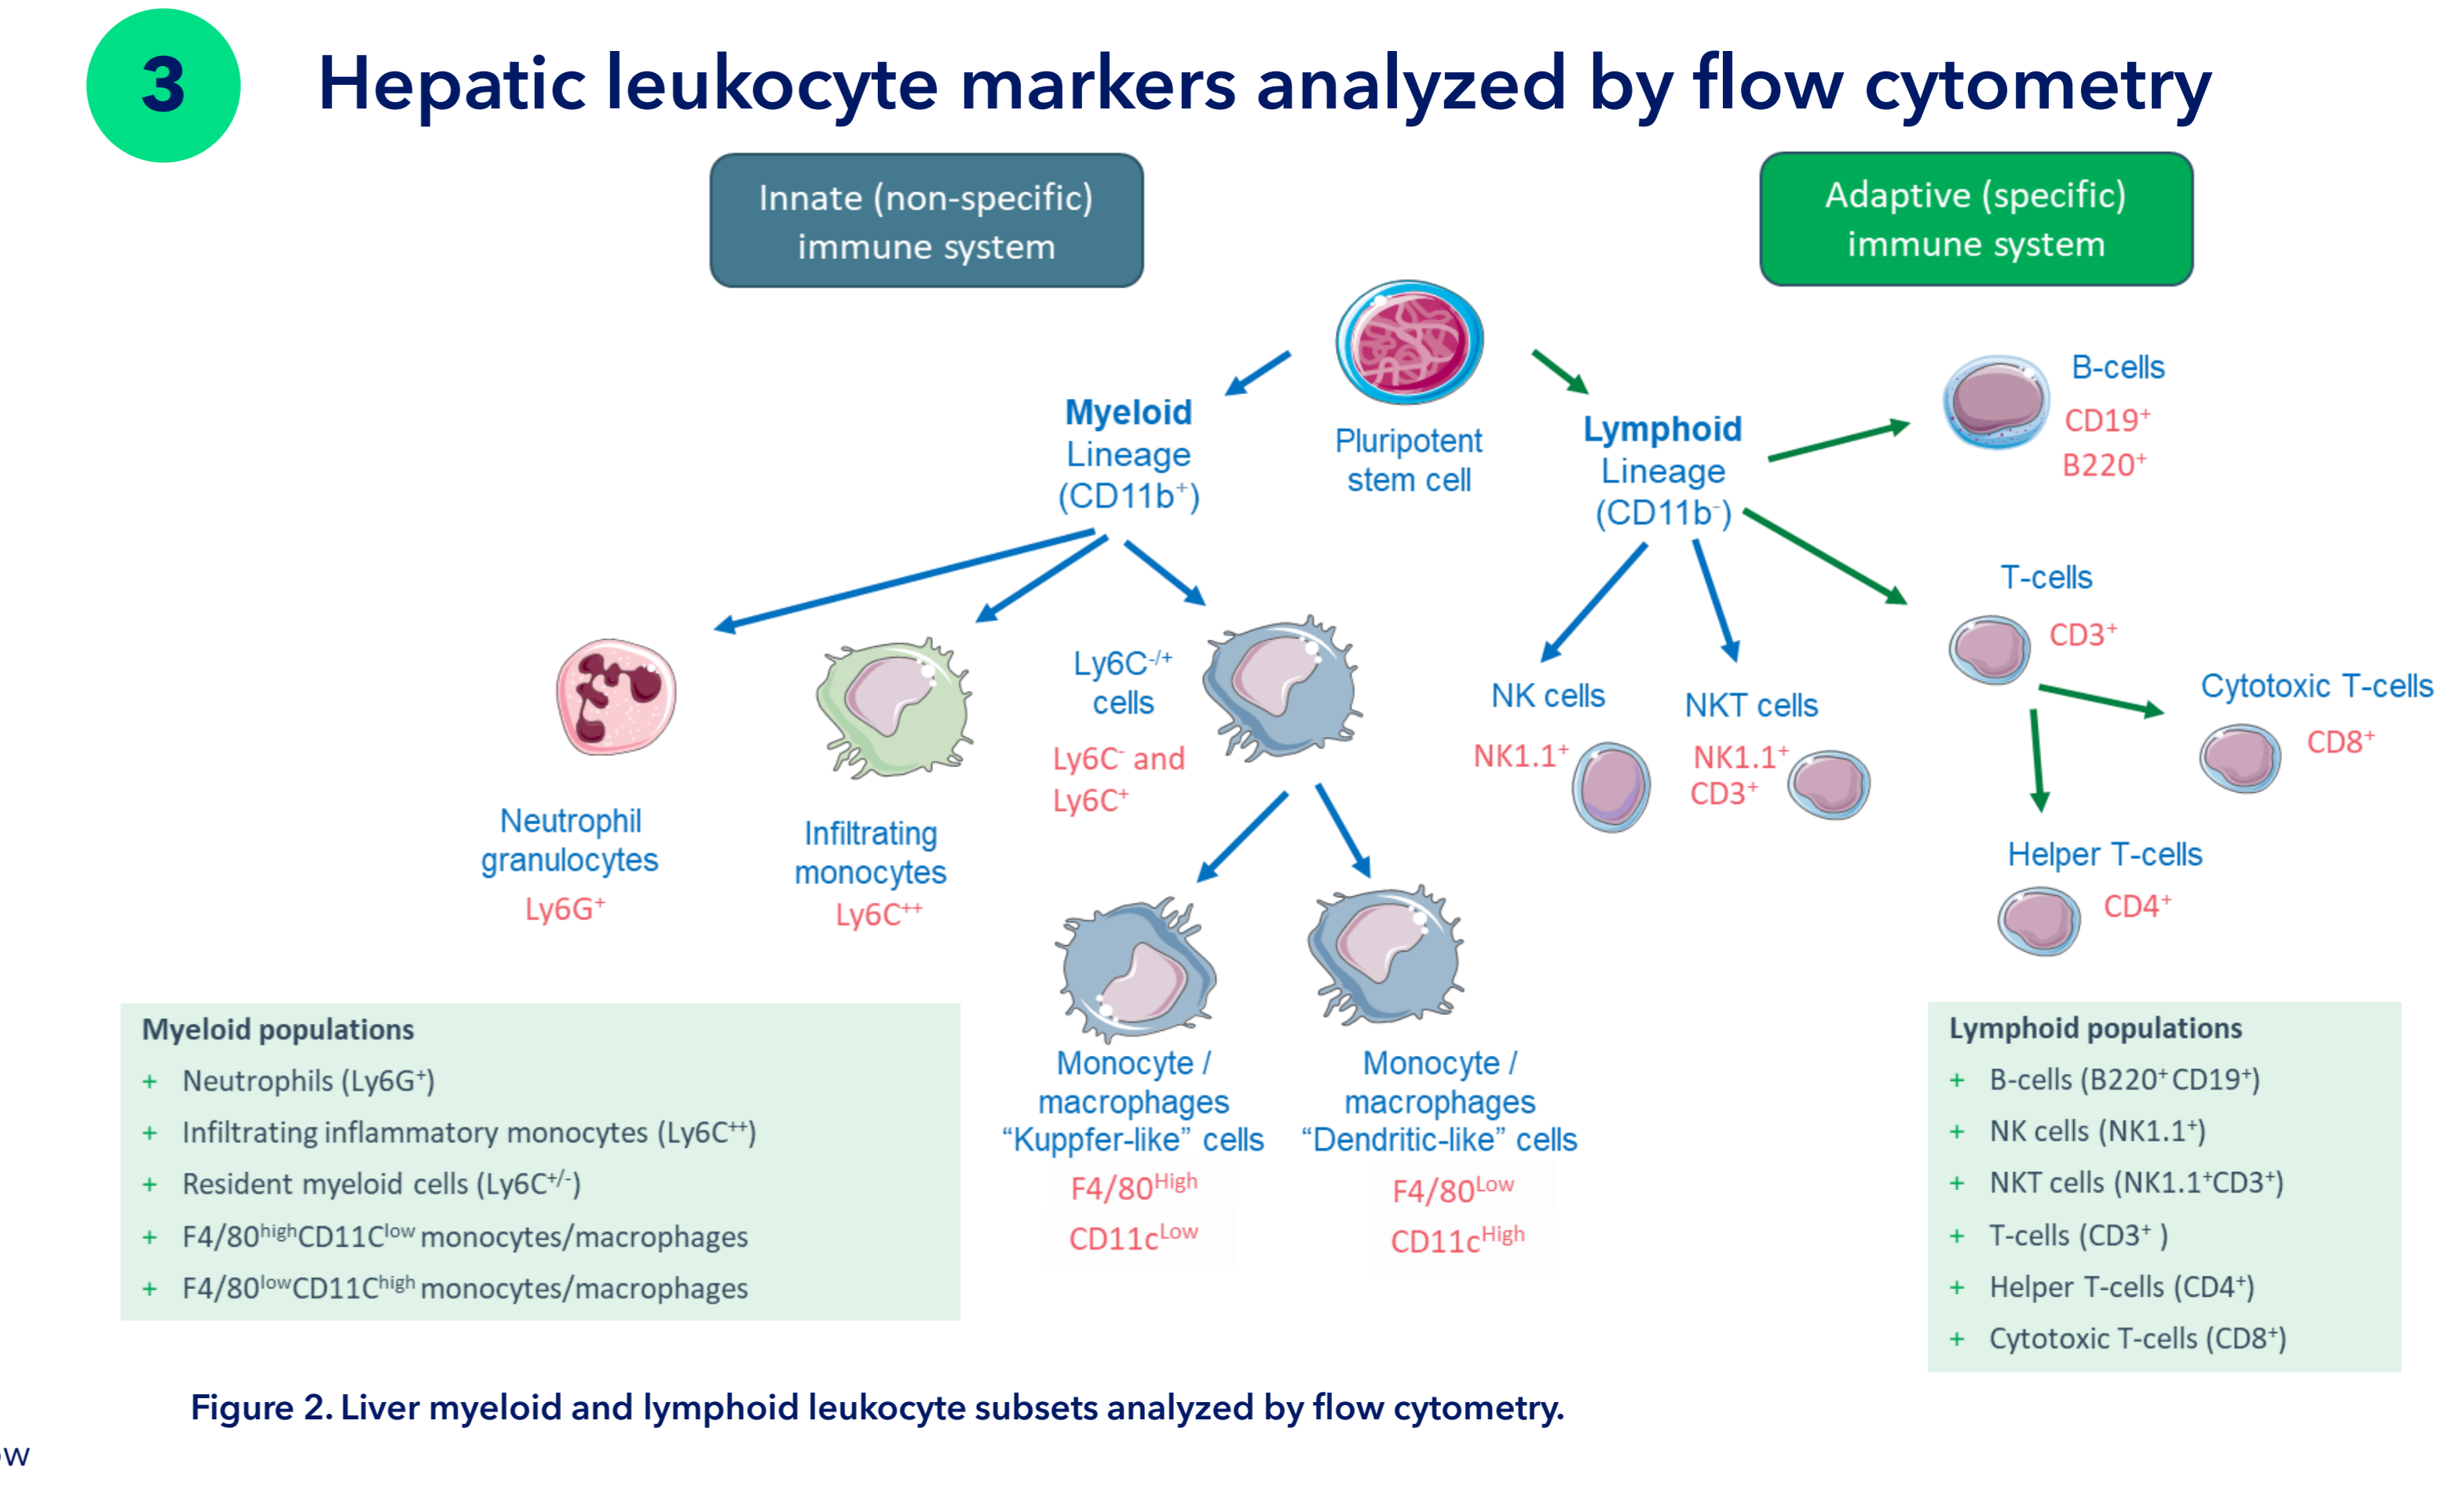 3
Hepatic leukocyte markers analyzed by flow cytometry
Innate (non-specific)
immune system
Adaptive (specific)
immune system
Pluripotent
stem cell
Myeloid
Lineage
(CD11b⁺)
Lymphoid
Lineage
(CD11b⁻)
B-cells
CD19⁺
B220⁺
T-cells
CD3⁺
Cytotoxic T-cells
CD8⁺
Helper T-cells
CD4⁺
NK cells
NK1.1⁺
NKT cells
NK1.1⁺
CD3⁺
Ly6C⁻/⁺
cells
Ly6C⁻ and
Ly6C⁺
Neutrophil
granulocytes
Ly6G⁺
Infiltrating
monocytes
Ly6C⁺⁺
Monocyte /
macrophages
“Kuppfer-like” cells
F4/80High
CD11cLow
Monocyte /
macrophages
“Dendritic-like” cells
F4/80Low
CD11cHigh
Myeloid populations
+ Neutrophils (Ly6G⁺)
+ Infiltrating inflammatory monocytes (Ly6C⁺⁺)
+ Resident myeloid cells (Ly6C⁺/⁻)
+ F4/80highCD11Clow monocytes/macrophages
+ F4/80lowCD11Chigh monocytes/macrophages
Lymphoid populations
+ B-cells (B220⁺ CD19⁺)
+ NK cells (NK1.1⁺)
+ NKT cells (NK1.1⁺CD3⁺)
+ T-cells (CD3⁺ )
+ Helper T-cells (CD4⁺)
+ Cytotoxic T-cells (CD8⁺)
Figure 2. Liver myeloid and lymphoid leukocyte subsets analyzed by flow cytometry.